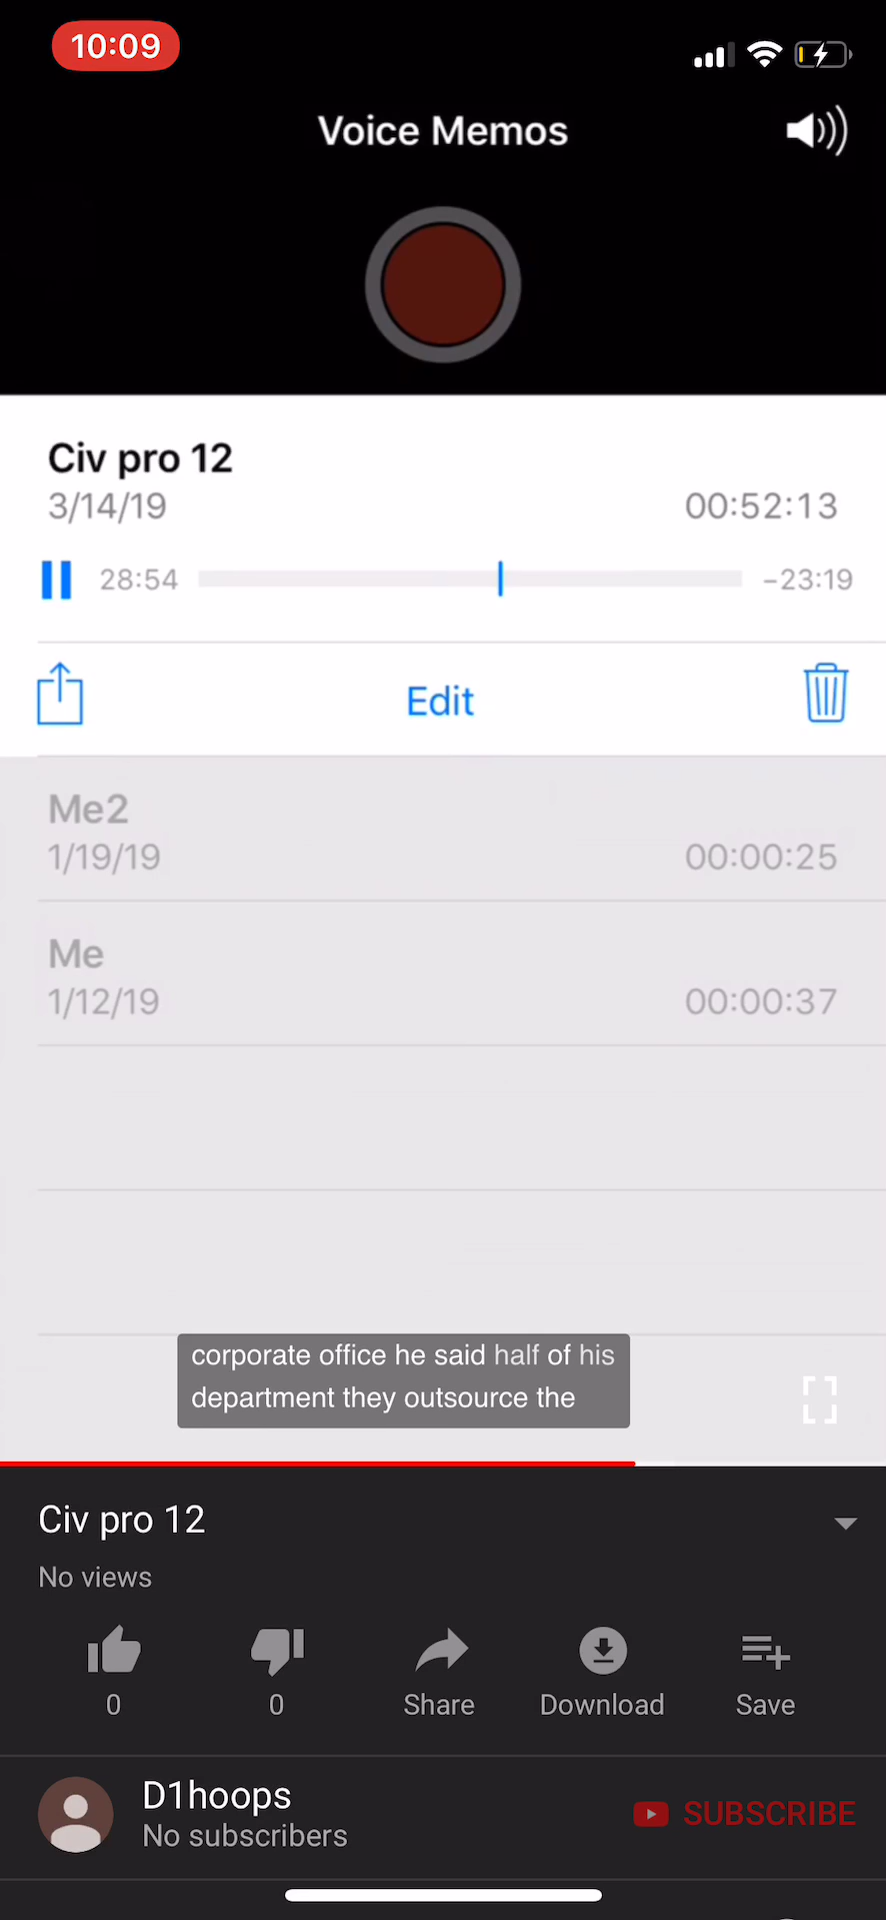 10:09
Voice Memos
Civ pro 12
3/14/19 00:52:13
28:54 -23:19
Edit
Me2
1/19/19 00:00:25
Me
1/12/19 00:00:37
corporate office he said half of his
department they outsource the
Civ pro 12
No views
0 0 Share Download Save
D1hoops
No subscribers
SUBSCRIBE